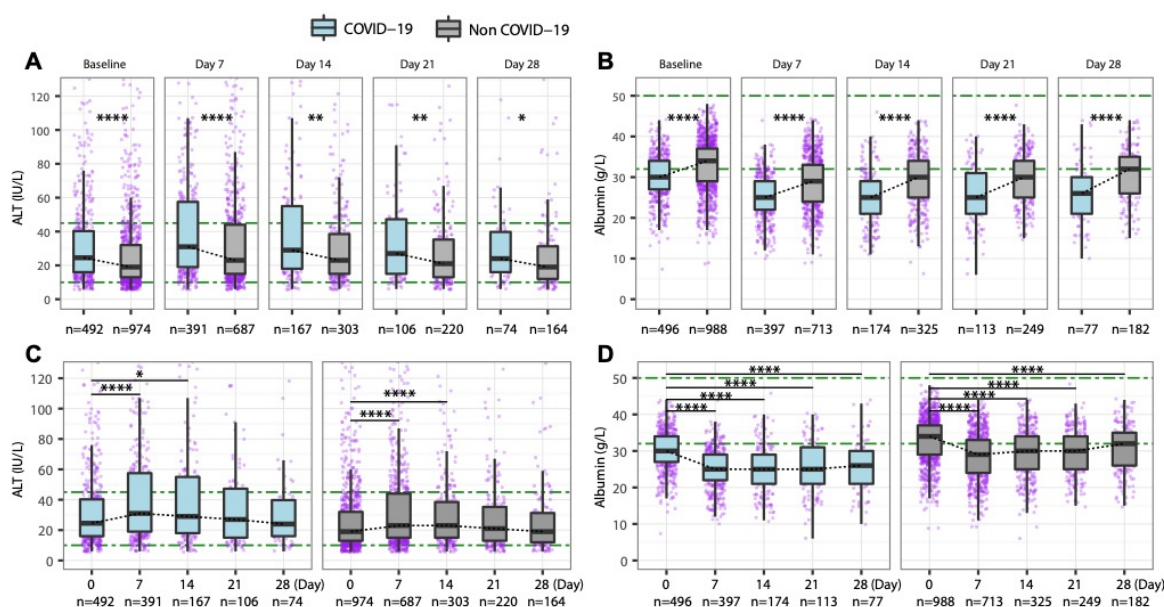 COVID−19 Non COVID−19
A
Baseline Day 7 Day 14 Day 21 Day 28
ALT (IU/L)
120
100
80
60
40
20
0
**** **** ** ** *
n=492 n=974 n=391 n=687 n=167 n=303 n=106 n=220 n=74 n=164
B
Baseline Day 7 Day 14 Day 21 Day 28
Albumin (g/L)
50
40
30
20
10
0
**** **** **** **** ****
n=496 n=988 n=397 n=713 n=174 n=325 n=113 n=249 n=77 n=182
C
ALT (IU/L)
120
100
80
60
40
20
0
*
****
****
****
0 7 14 21 28 (Day) 0 7 14 21 28 (Day)
n=492 n=391 n=167 n=106 n=74 n=974 n=687 n=303 n=220 n=164
D
Albumin (g/L)
50
40
30
20
10
0
****
****
****
****
****
****
****
****
0 7 14 21 28 (Day) 0 7 14 21 28 (Day)
n=496 n=397 n=174 n=113 n=77 n=988 n=713 n=325 n=249 n=182